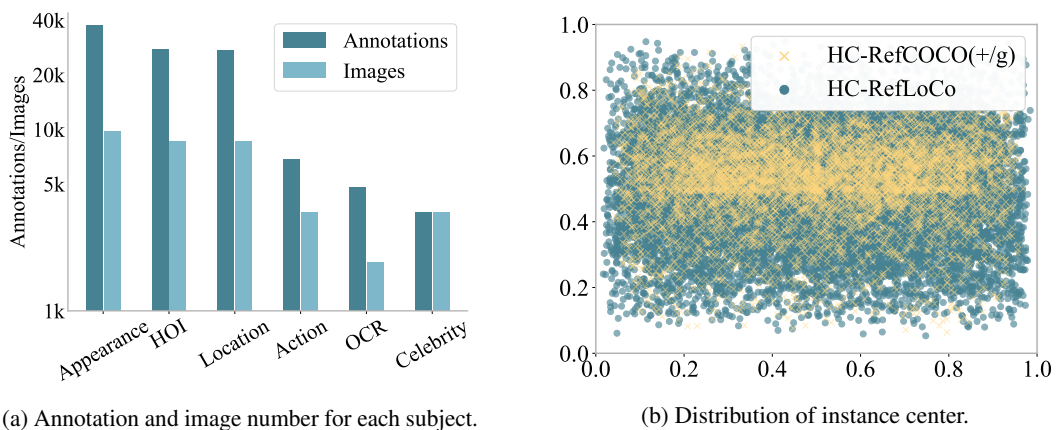 Annotations/Images
40k
20k
10k
5k
1k
Annotations
Images
Appearance
HOI
Location
Action
OCR
Celebrity
(a) Annotation and image number for each subject.
1.0
0.8
0.6
0.4
0.2
0.0
HC-RefCOCO(+/g)
HC-RefLoCo
0.0 0.2 0.4 0.6 0.8 1.0
(b) Distribution of instance center.